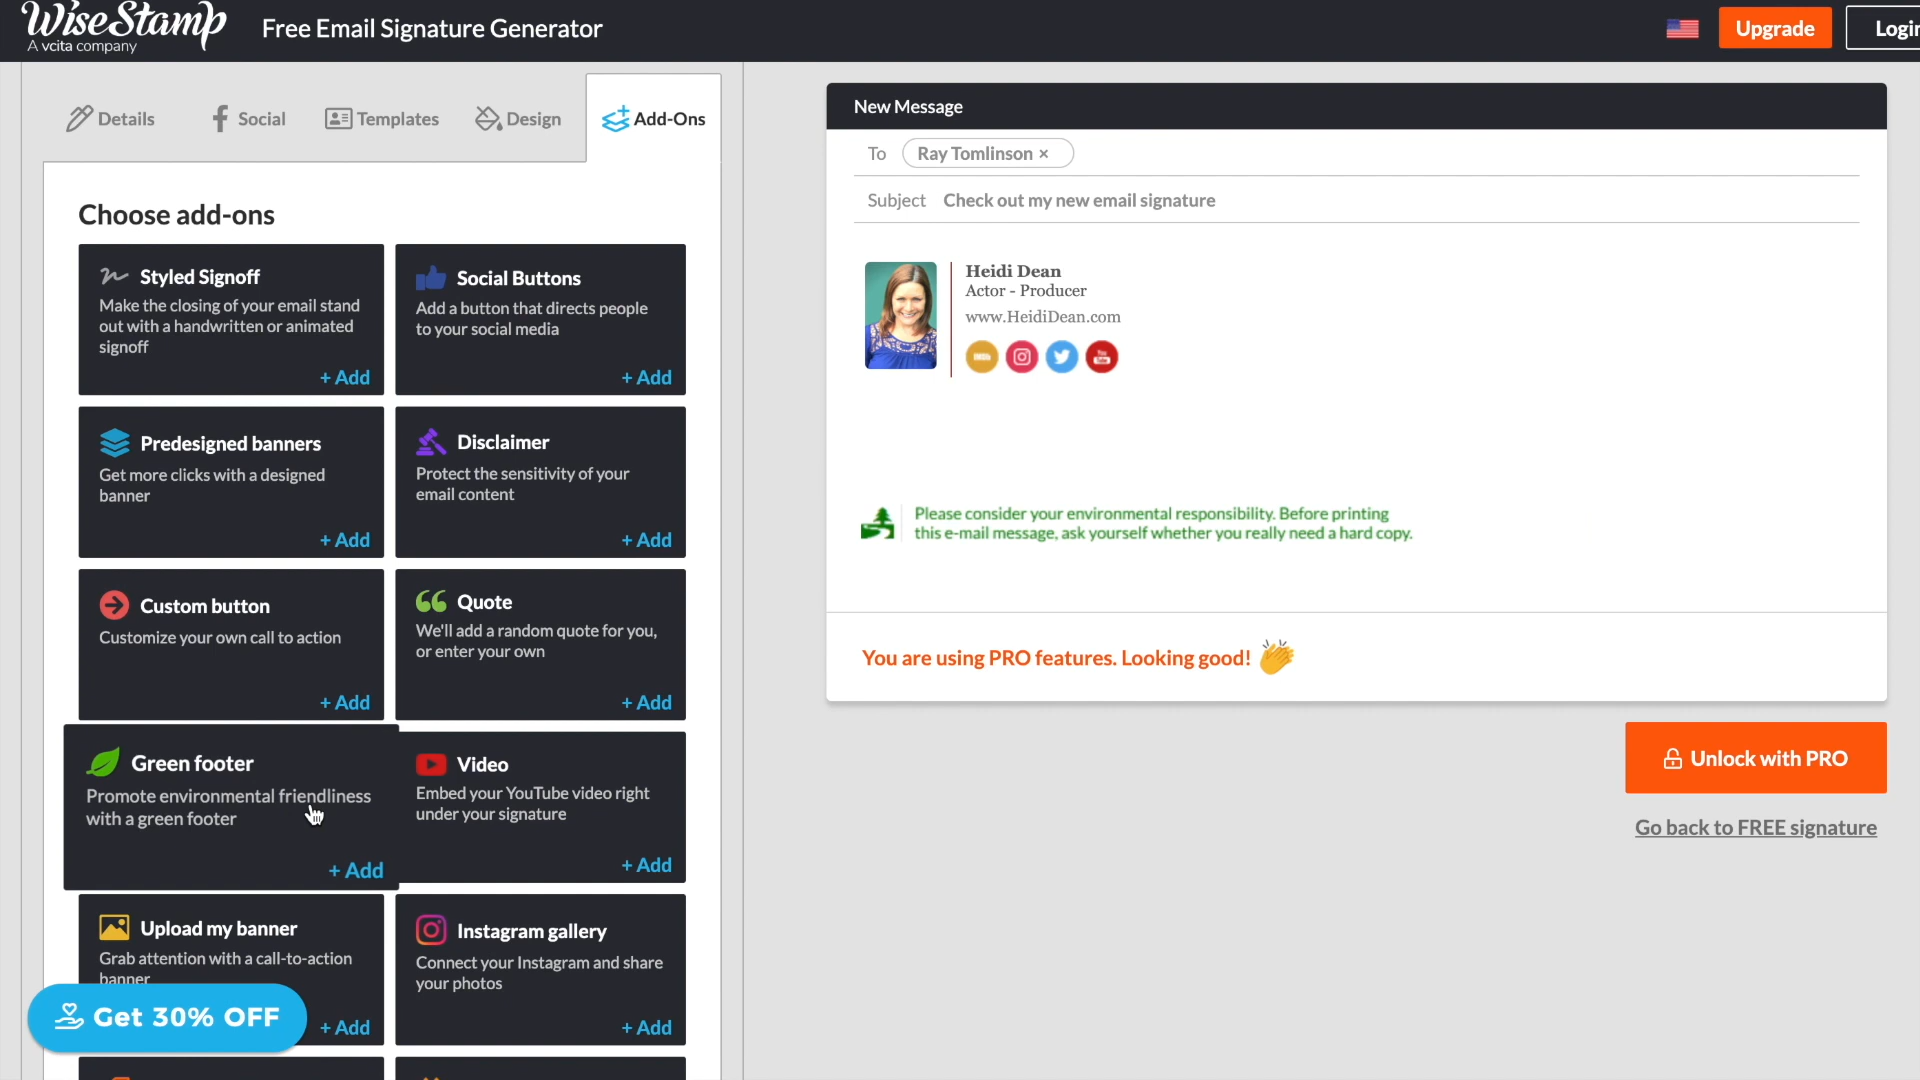 WiseStamp
A vcita company
Free Email Signature Generator
Upgrade
Login
Details
Social
Templates
Design
Add-Ons
Choose add-ons
Styled Signoff
Make the closing of your email stand
out with a handwritten or animated
signoff
+ Add
Social Buttons
Add a button that directs people
to your social media
+ Add
Predesigned banners
Get more clicks with a designed
banner
+ Add
Disclaimer
Protect the sensitivity of your
email content
+ Add
Custom button
Customize your own call to action
+ Add
Quote
We'll add a random quote for you,
or enter your own
+ Add
Green footer
Promote environmental friendliness
with a green footer
+ Add
Video
Embed your YouTube video right
under your signature
+ Add
Upload my banner
Grab attention with a call-to-action
banner
+ Add
Instagram gallery
Connect your Instagram and share
your photos
+ Add
Get 30% OFF
New Message
To
Ray Tomlinson ×
Subject
Check out my new email signature
Heidi Dean
Actor - Producer
www.HeidiDean.com
IMDb
You
Tube
Please consider your environmental responsibility. Before printing
this e-mail message, ask yourself whether you really need a hard copy.
You are using PRO features. Looking good!
Unlock with PRO
Go back to FREE signature